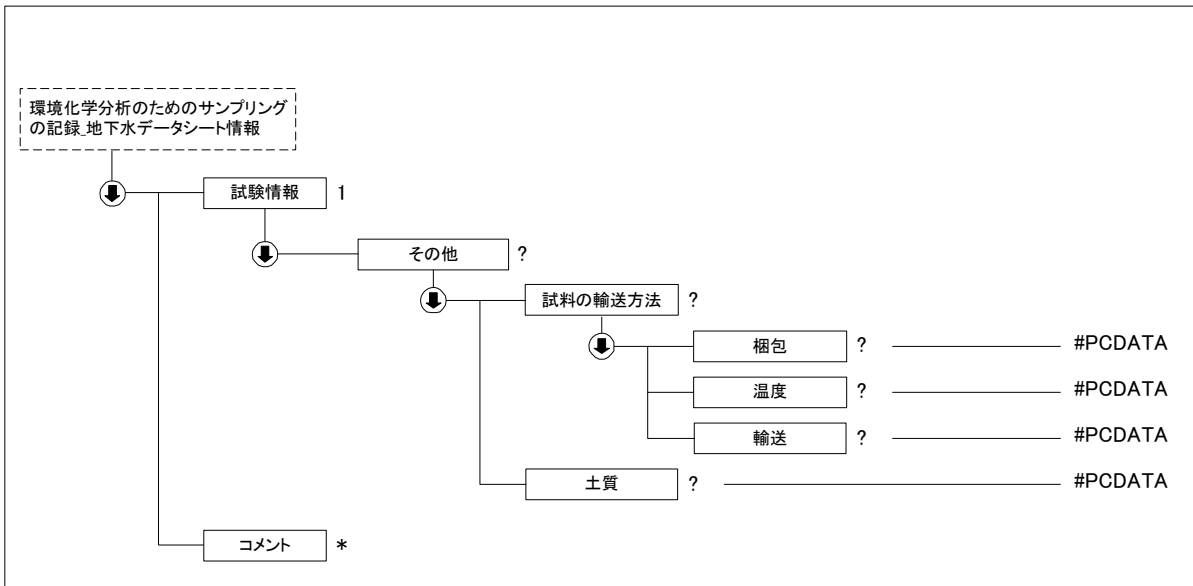 環境化学分析のためのサンプリング
の記録_地下水データシート情報
試験情報 1
その他 ?
試料の輸送方法 ?
梱包 ? #PCDATA
温度 ? #PCDATA
輸送 ? #PCDATA
土質 ? #PCDATA
コメント *